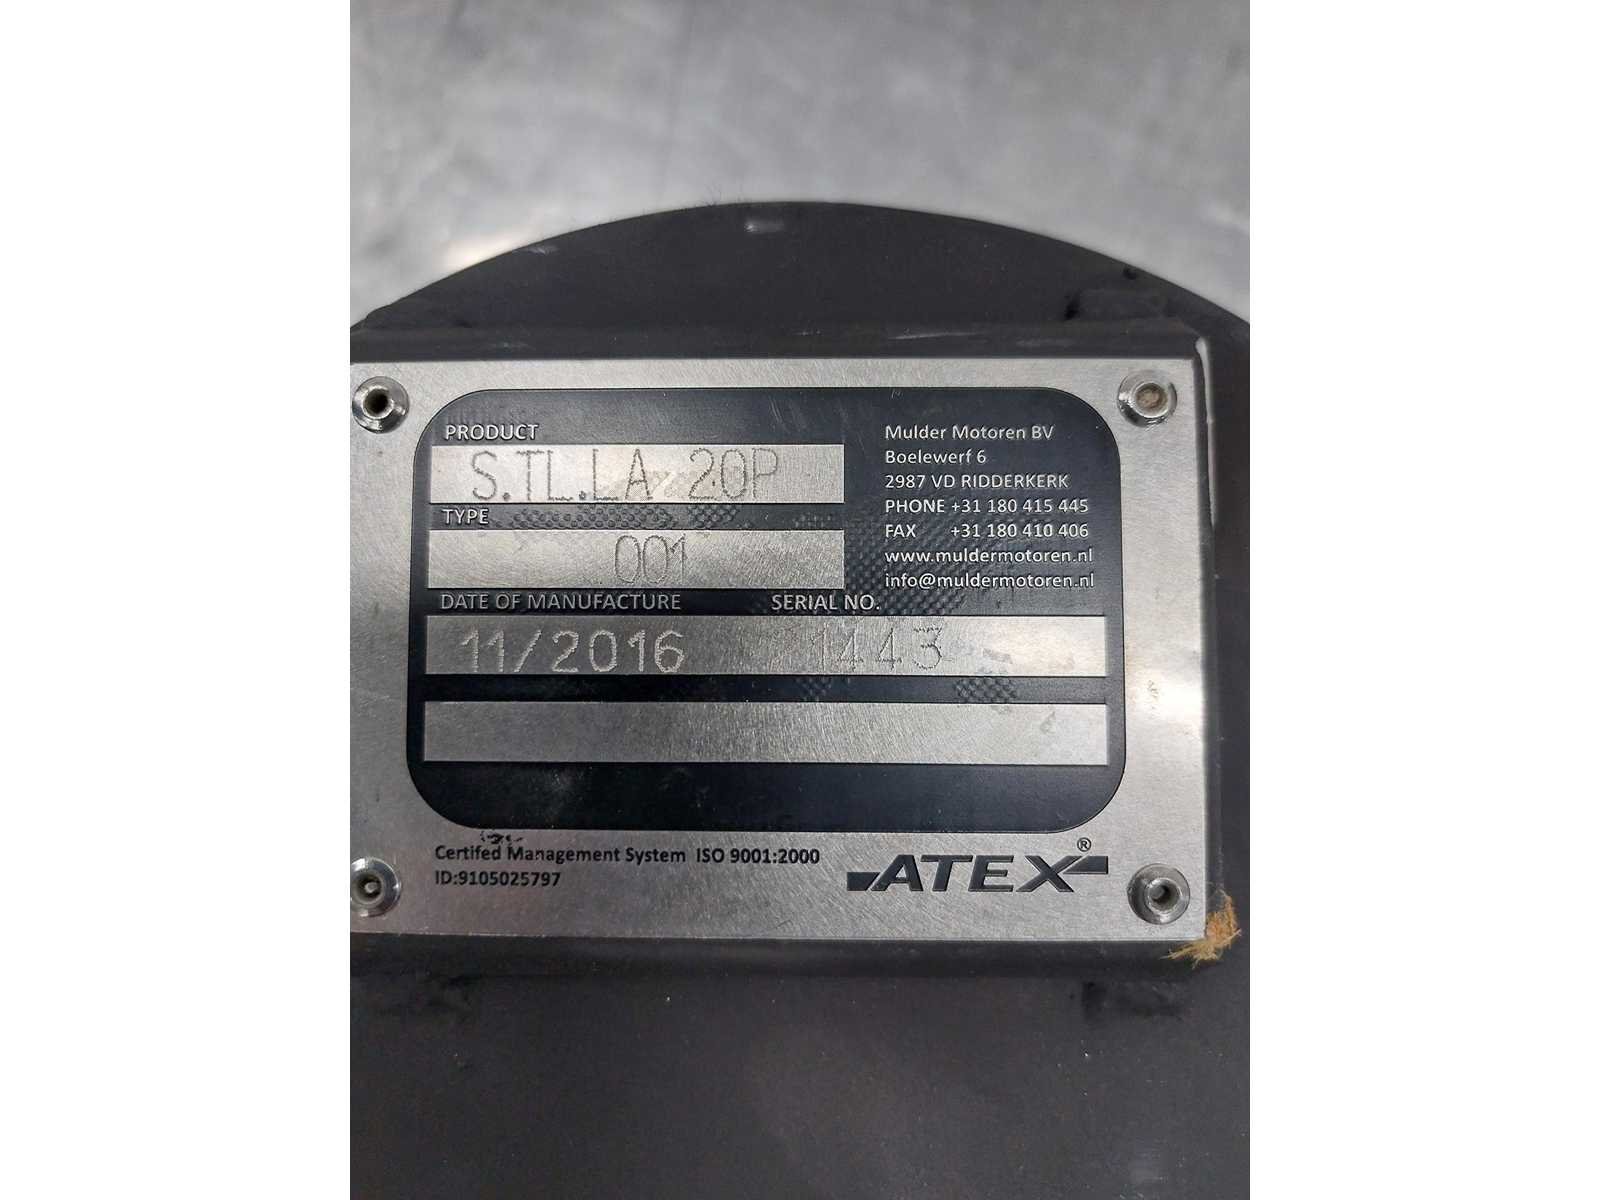 PRODUCT
S.TL.LA 20P
TYPE
.001
DATE OF MANUFACTURE SERIAL NO.
11/2016 1443
Mulder Motoren BV
Boelewerf 6
2987 VD RIDDERKERK
PHONE +31 180 415 445
FAX +31 180 410 406
www.muldermotoren.nl
info@muldermotoren.nl
Certifed Management System ISO 9001:2000
ID:9105025797
ATEX®